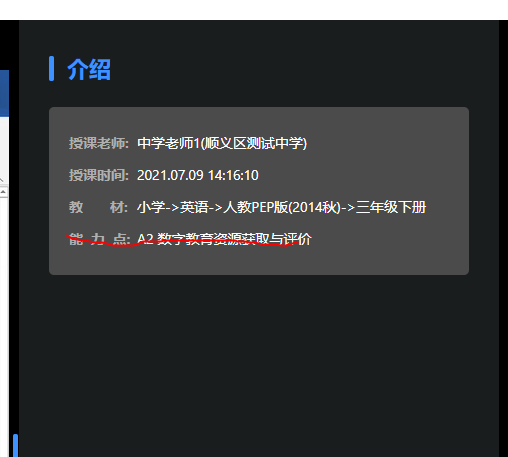 介绍
授课老师: 中学老师1(顺义区测试中学)
授课时间: 2021.07.09 14:16:10
教 材: 小学->英语->人教PEP版(2014秋)->三年级下册
能 力 点: A2 数字教育资源获取与评价